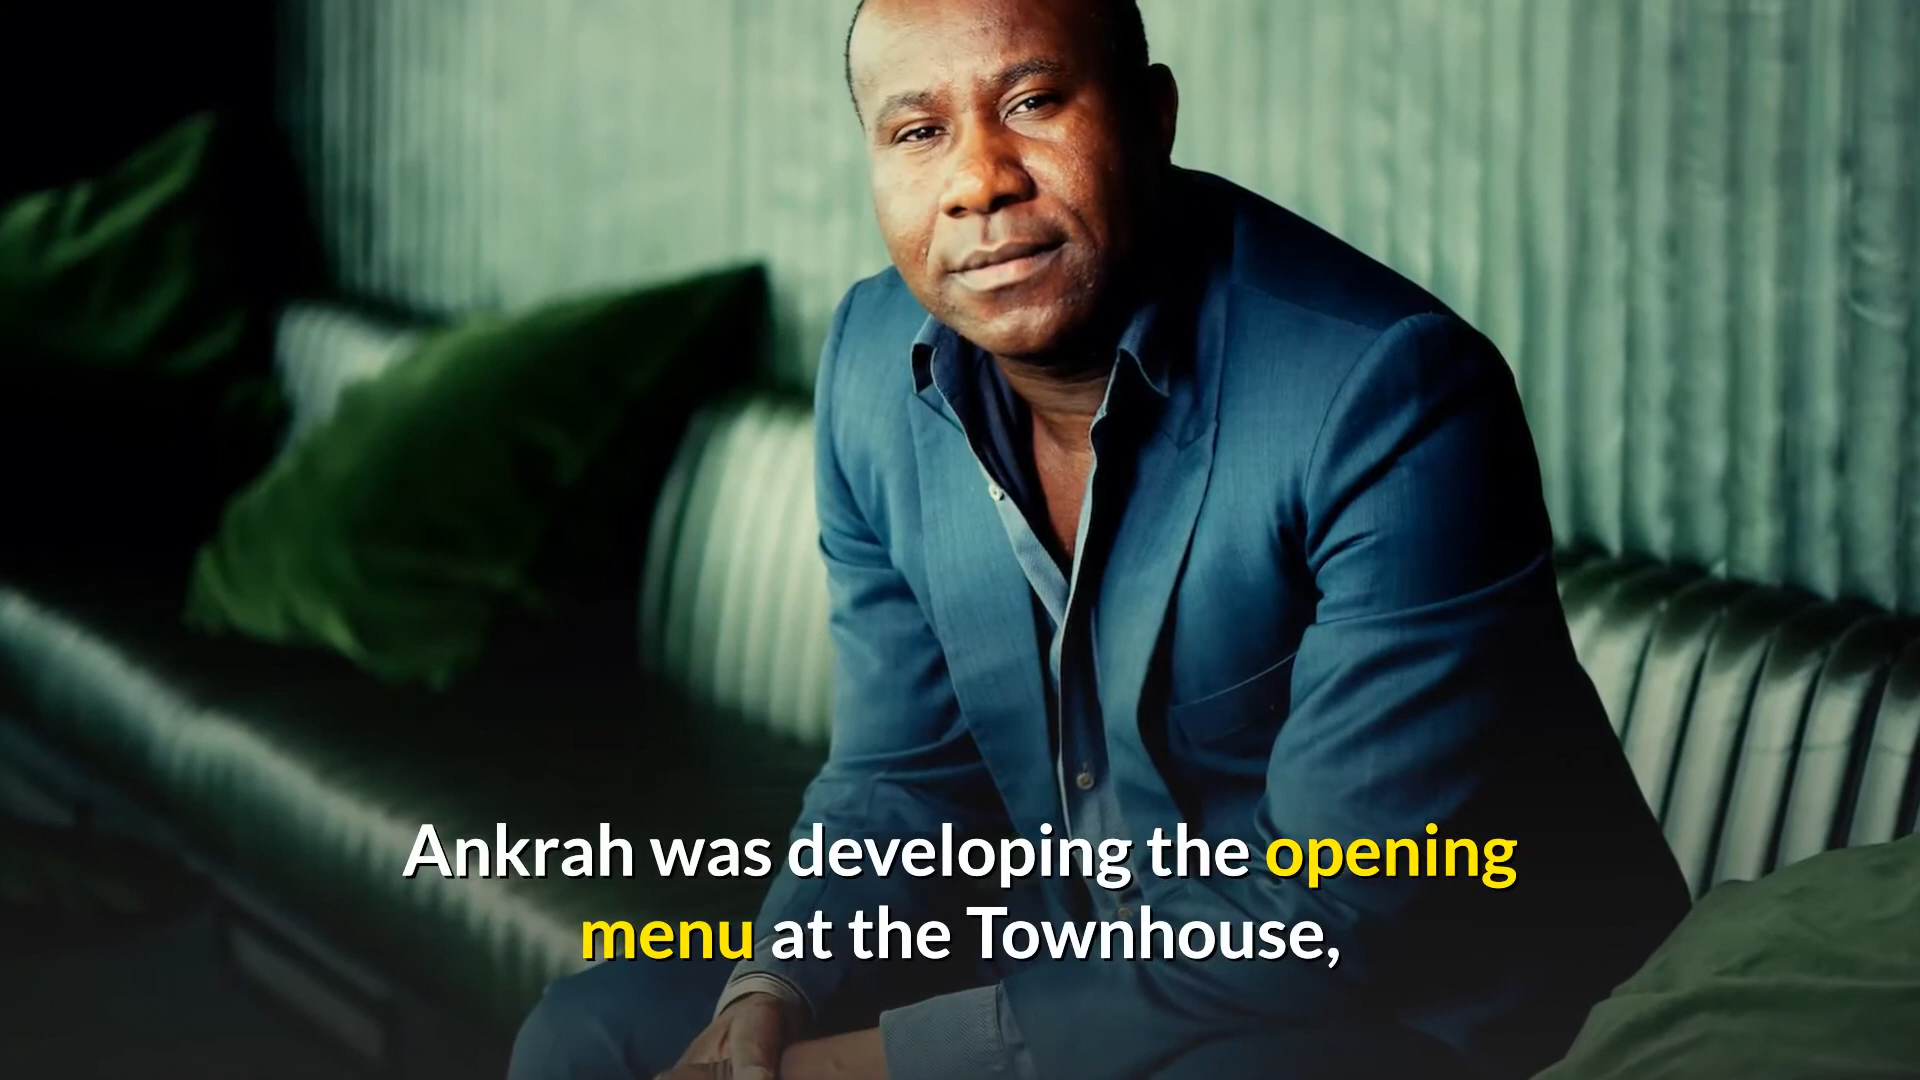 Ankrah was developing the opening
menu at the Townhouse,